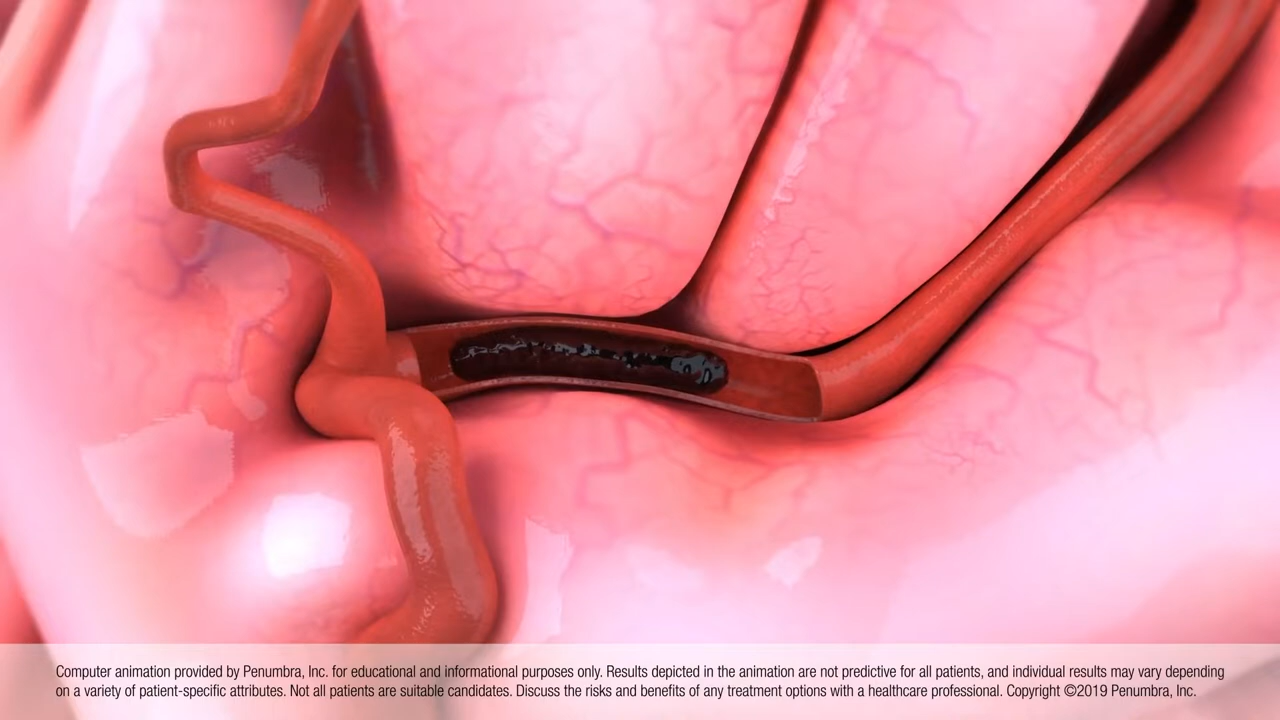 Computer animation provided by Penumbra, Inc. for educational and informational purposes only. Results depicted in the animation are not predictive for all patients, and individual results may vary depending
on a variety of patient-specific attributes. Not all patients are suitable candidates. Discuss the risks and benefits of any treatment options with a healthcare professional. Copyright ©2019 Penumbra, Inc.